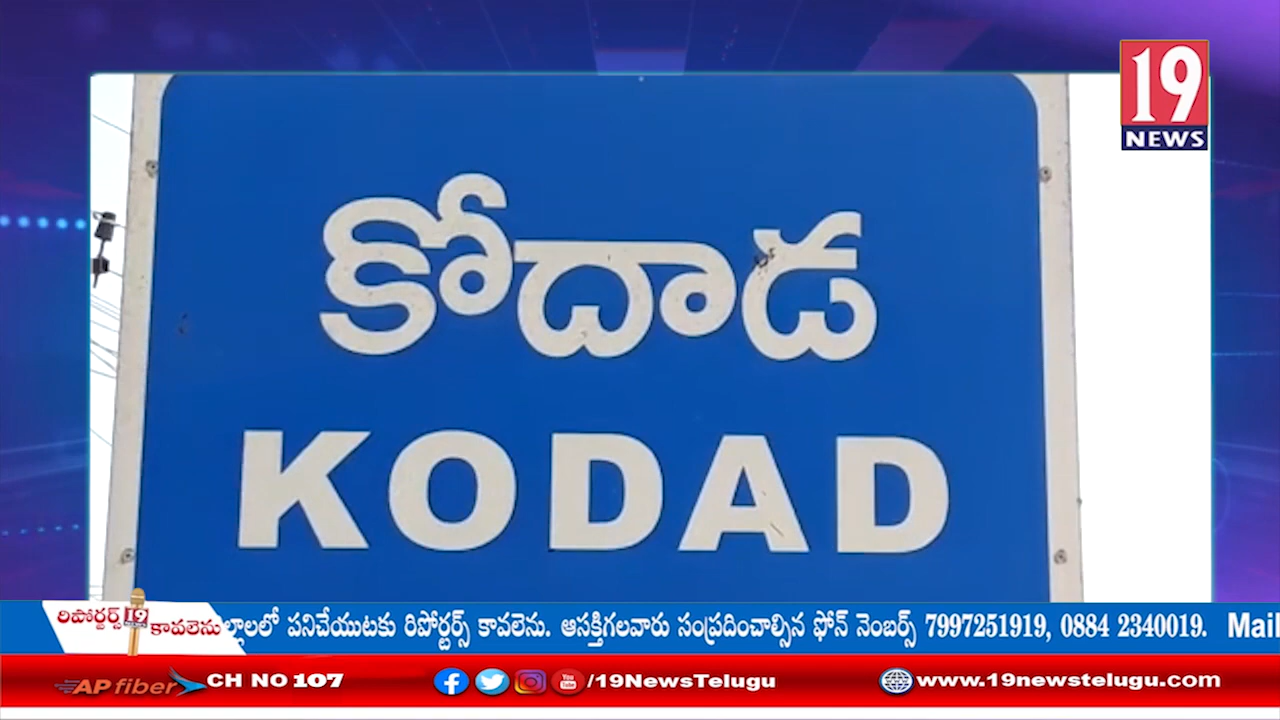 19
NEWS
కోదాడ
KODAD
రిపోర్టర్స్ 19
కావలెను
ల్లాలలో పనిచేయుటకు రిపోర్టర్స్ కావలెను. ఆసక్తిగలవారు సంప్రదించాల్సిన ఫోన్ నెంబర్స్ 7997251919, 0884 2340019. Mail
AP fiber CH NO 107 /19NewsTelugu www.19newstelugu.com